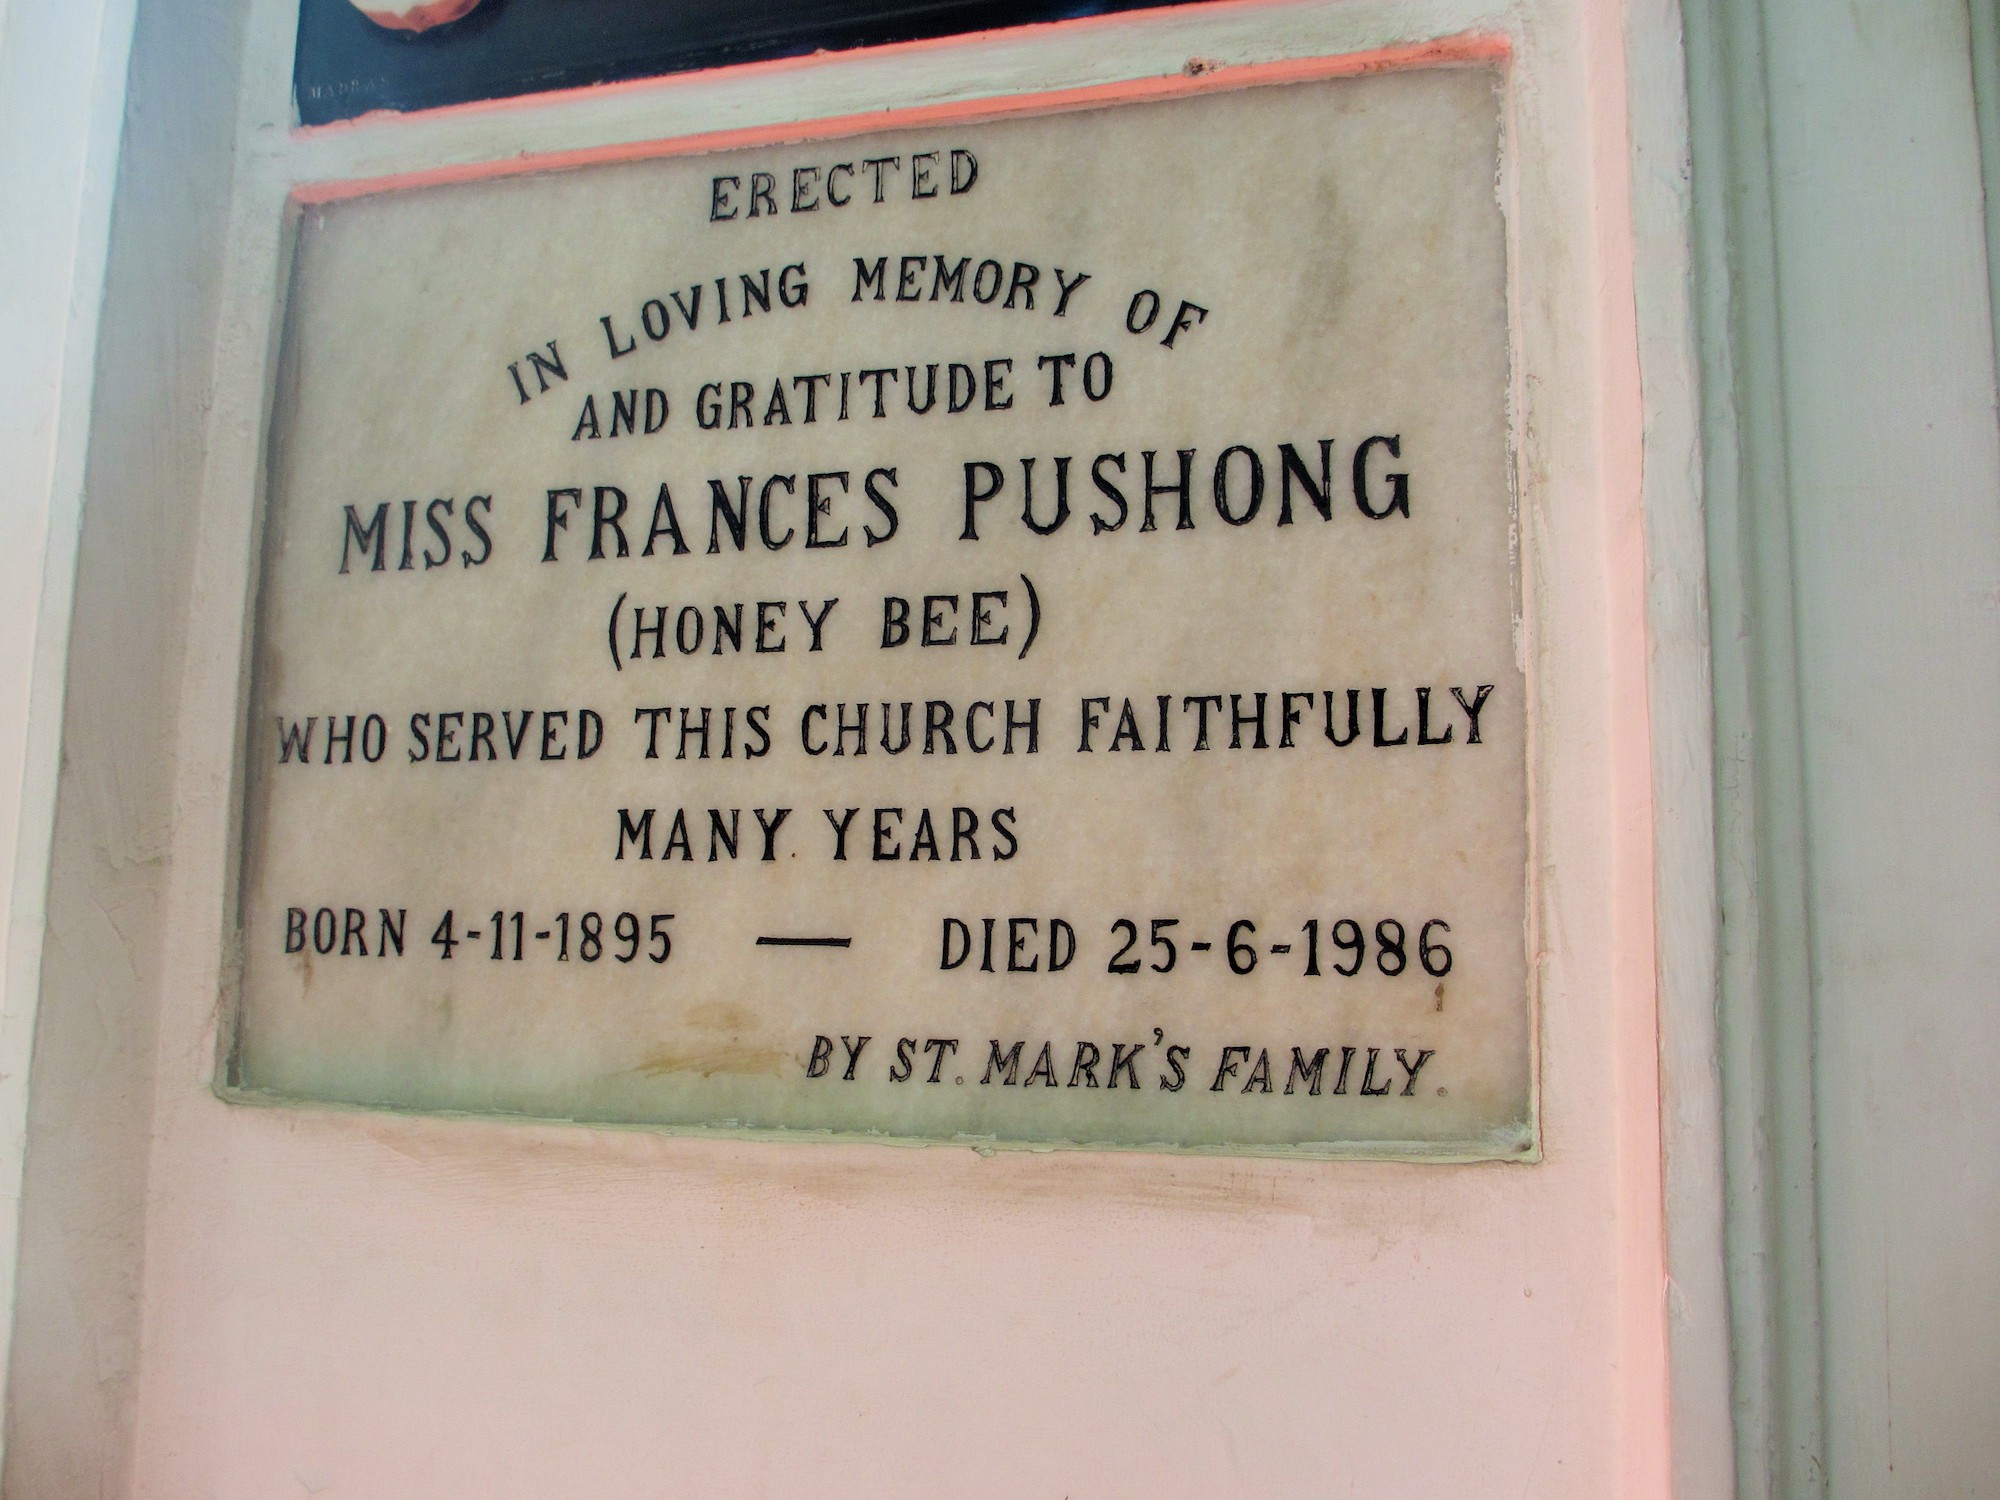 MADRAS
ERECTED
IN LOVING MEMORY OF
AND GRATITUDE TO
MISS FRANCES PUSHONG
(HONEY BEE)
WHO SERVED THIS CHURCH FAITHFULLY
MANY YEARS
BORN 4-11-1895 — DIED 25-6-1986
BY ST. MARK'S FAMILY.